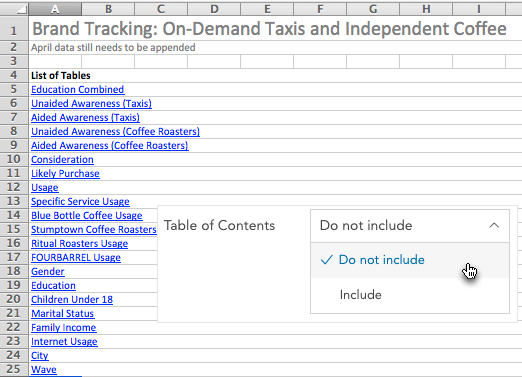 A B C D E F G H I
1 Brand Tracking: On-Demand Taxis and Independent Coffee
2 April data still needs to be appended
3
4 List of Tables
5 Education Combined
6 Unaided Awareness (Taxis)
7 Aided Awareness (Taxis)
8 Unaided Awareness (Coffee Roasters)
9 Aided Awareness (Coffee Roasters)
10 Consideration
11 Likely Purchase
12 Usage
13 Specific Service Usage
14 Blue Bottle Coffee Usage
15 Stumptown Coffee Roasters
16 Ritual Roasters Usage
17 FOURBARREL Usage
18 Gender
19 Education
20 Children Under 18
21 Marital Status
22 Family Income
23 Internet Usage
24 City
25 Wave
Table of Contents
Do not include
Do not include
Include